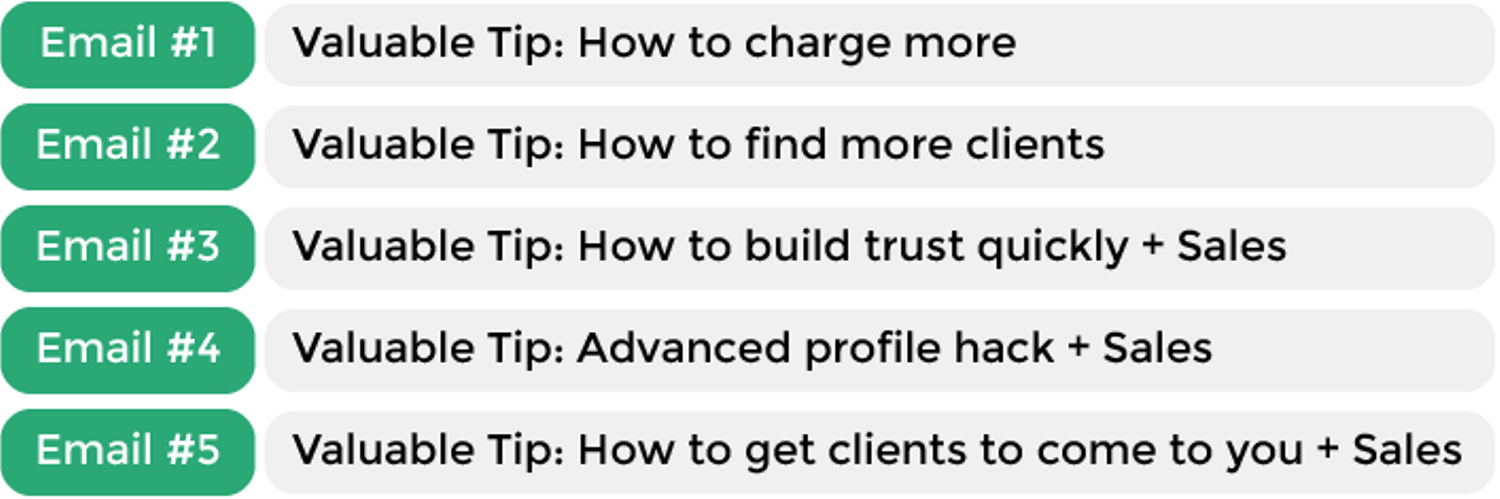 Email #1 Valuable Tip: How to charge more
Email #2 Valuable Tip: How to find more clients
Email #3 Valuable Tip: How to build trust quickly + Sales
Email #4 Valuable Tip: Advanced profile hack + Sales
Email #5 Valuable Tip: How to get clients to come to you + Sales